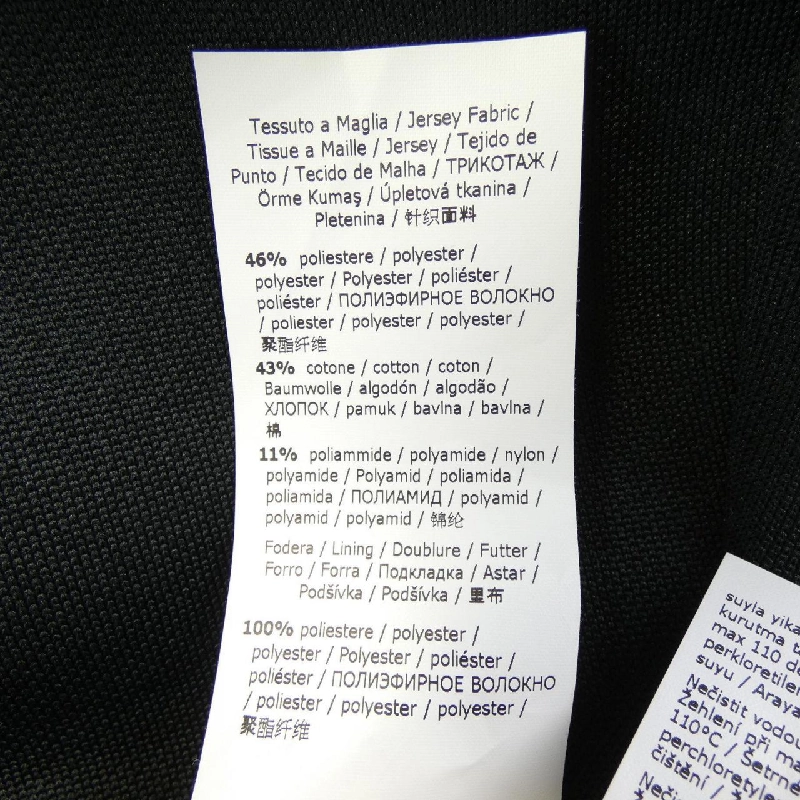 Tessuto a Maglia / Jersey Fabric /
Tissue a Maille / Jersey / Tejido de
Punto / Tecido de Malha / ТРИКОТАЖ /
Örme Kumaş / Úpletová tkanina /
Pletenina / 针织面料
46% poliestere / polyester /
polyester / Polyester / poliéster /
poliéster / ПОЛИЭФИРНОЕ ВОЛОКНО
/ poliester / polyester / polyester /
聚酯纤维
43% cotone / cotton / coton /
Baumwolle / algodón / algodão /
ХЛОПОК / pamuk / bavlna / bavlna /
棉
11% poliammide / polyamide / nylon /
polyamide / Polyamid / poliamida /
poliamida / ПОЛИАМИД / polyamid /
polyamid / polyamid / 锦纶
Fodera / Lining / Doublure / Futter /
Forro / Forra / Подкладка / Astar /
Podšívka / Podšívka / 里布
100% poliestere / polyester /
polyester / Polyester / poliéster /
poliéster / ПОЛИЭФИРНОЕ ВОЛОКНО
/ poliester / polyester / polyester /
聚酯纤维
suyla
kurutma
max 110
perkloretilen
suyu /
Nečistit vodou
Žehlení při
110°C / Šetrné
čištění /